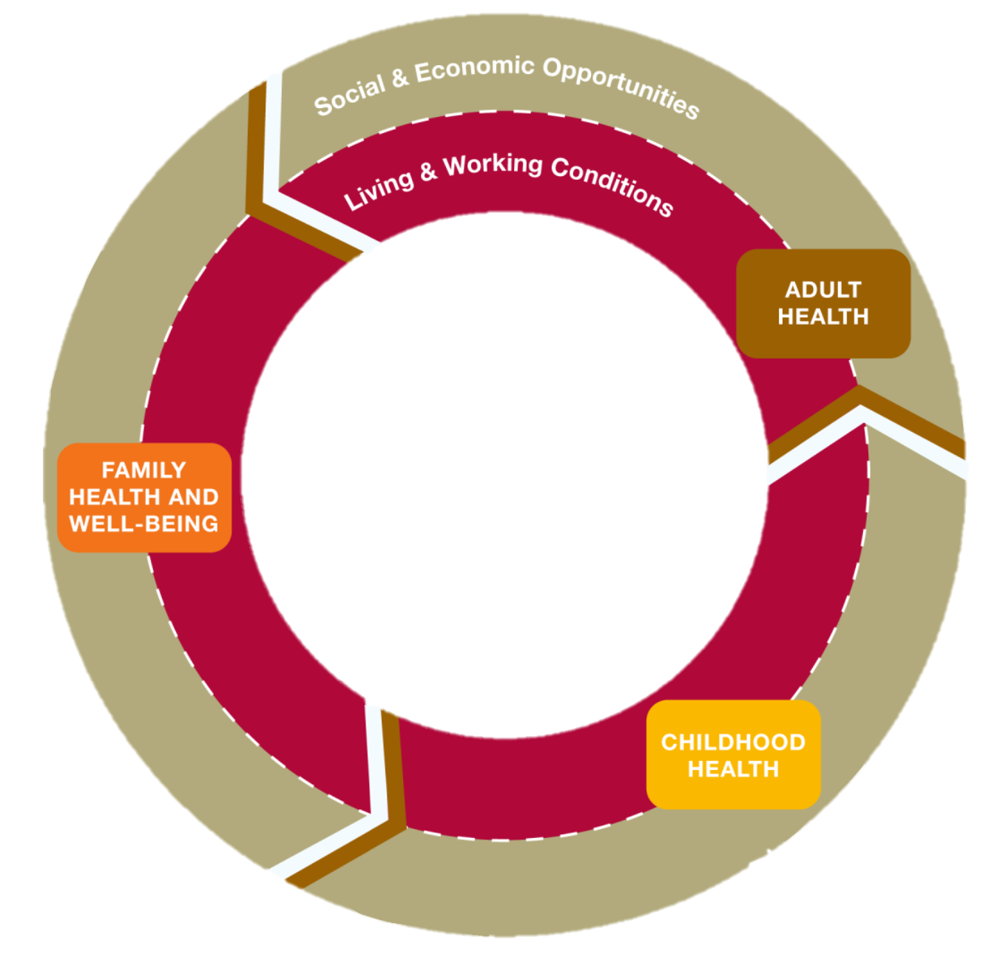 Social & Economic Opportunities
Living & Working Conditions
ADULT
HEALTH
FAMILY
HEALTH AND
WELL-BEING
CHILDHOOD
HEALTH